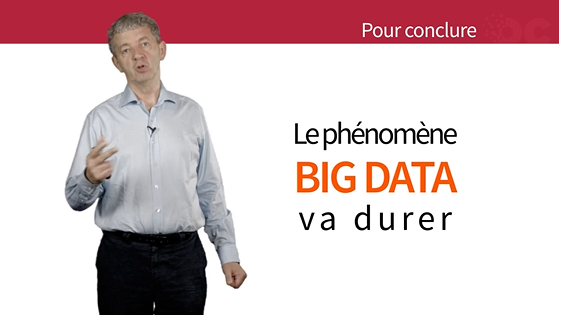 Pour conclure
Le phénomène
BIG DATA
va durer